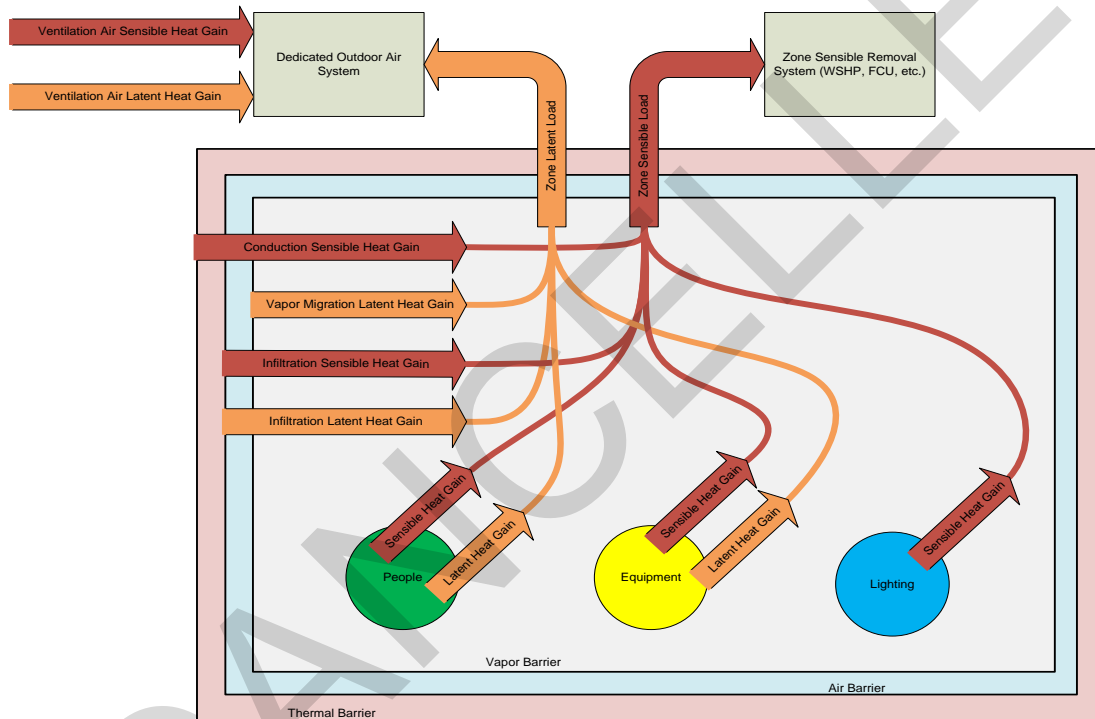 Ventilation Air Sensible Heat Gain
Ventilation Air Latent Heat Gain
Dedicated Outdoor Air
System
Zone Sensible Removal
System (WSHP, FCU, etc.)
Zone Latent Load
Zone Sensible Load
Conduction Sensible Heat Gain
Vapor Migration Latent Heat Gain
Infiltration Sensible Heat Gain
Infiltration Latent Heat Gain
Sensible Heat Gain
Latent Heat Gain
People
Sensible Heat Gain
Latent Heat Gain
Equipment
Sensible Heat Gain
Lighting
Vapor Barrier
Air Barrier
Thermal Barrier